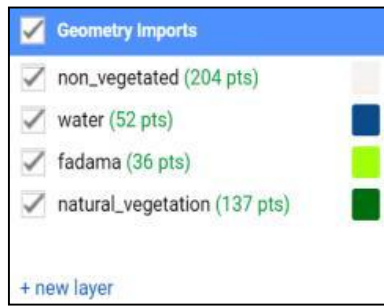 Geometry Imports
non_vegetated (204 pts)
water (52 pts)
fadama (36 pts)
natural_vegetation (137 pts)
+ new layer